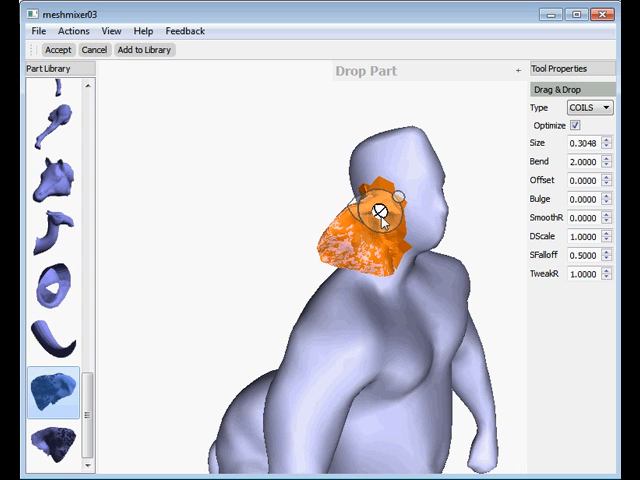 meshmixer03
File Actions View Help Feedback
Accept Cancel Add to Library
Part Library
Drop Part +
Tool Properties
Drag & Drop
Type COILS
Optimize
Size 0.3048
Bend 2.0000
Offset 0.0000
Bulge 0.0000
SmoothR 0.0000
DScale 1.0000
SFalloff 0.5000
TweakR 1.0000